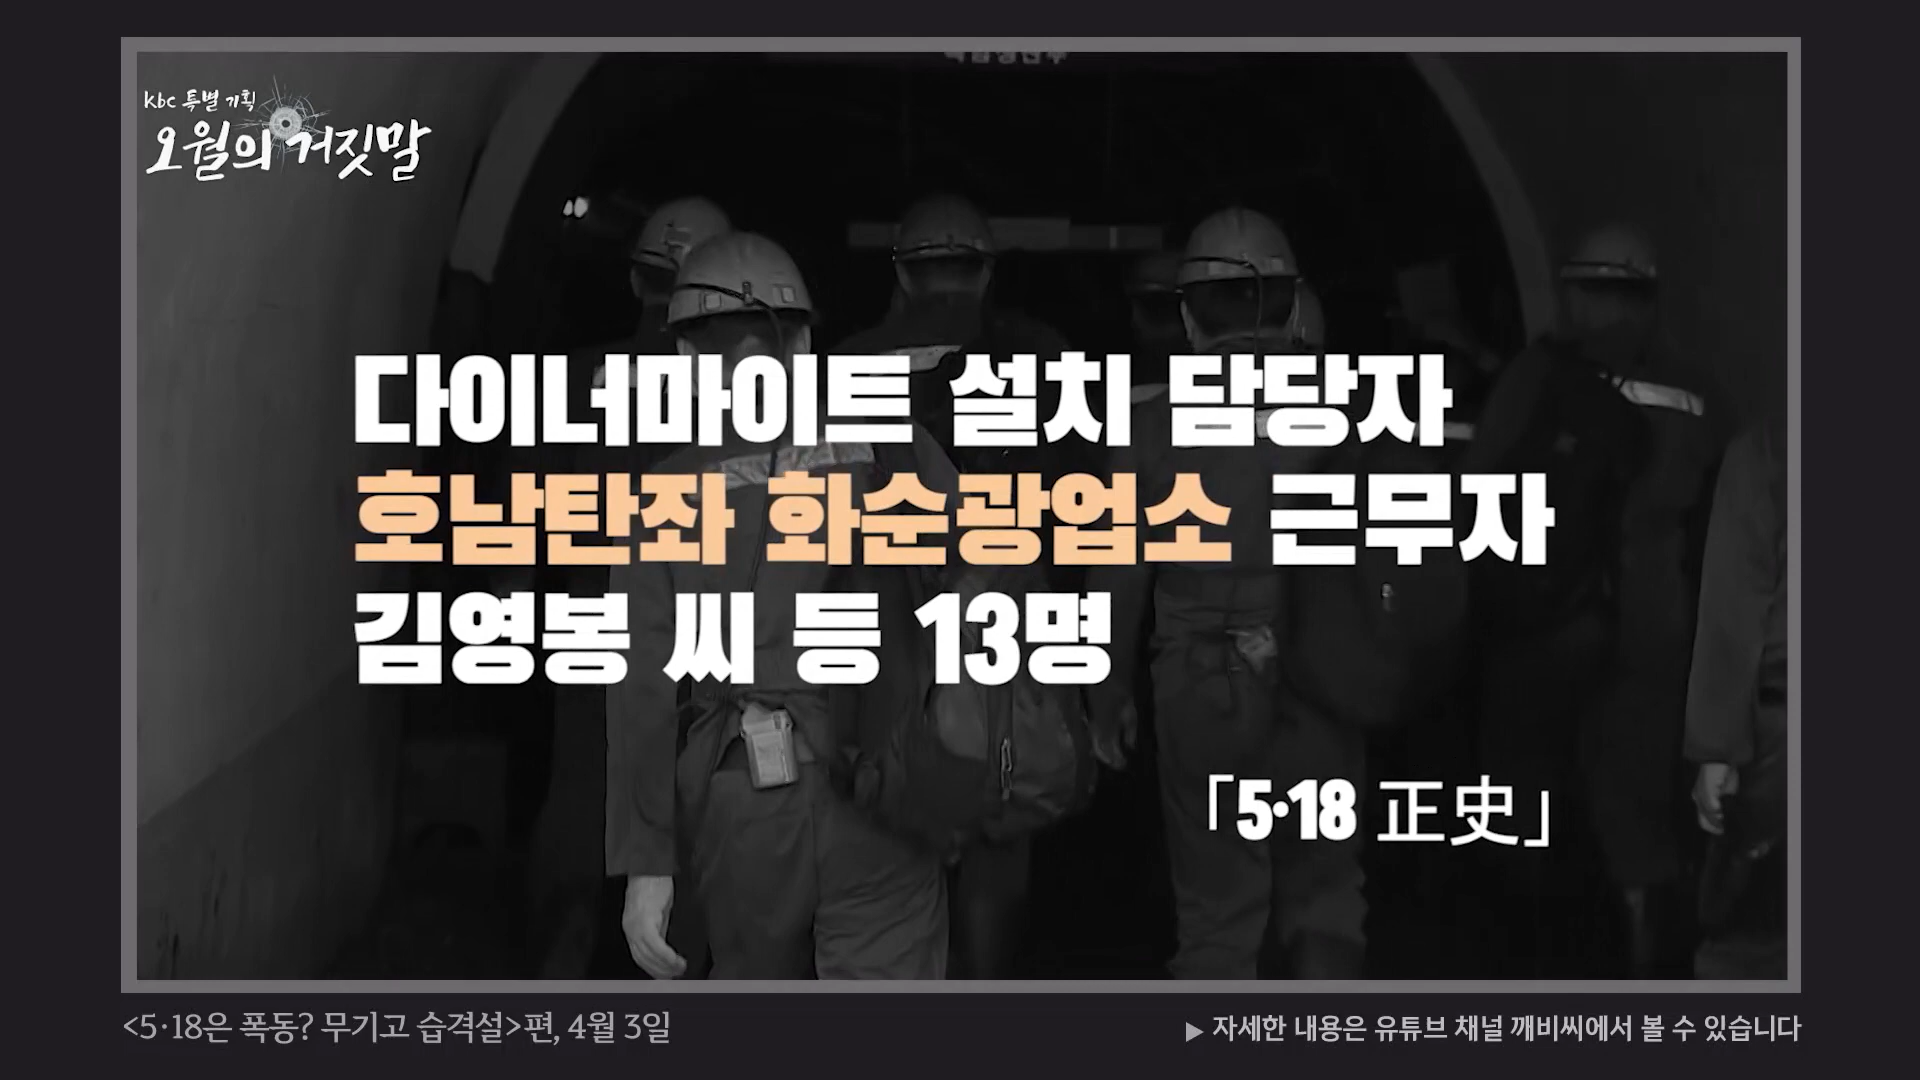 kbc 특별 기획
오월의 거짓말
다이너마이트 설치 담당자
호남탄좌 화순광업소 근무자
김영봉 씨 등 13명
「5·18 正史」
<5·18은 폭동? 무기고 습격설>편, 4월 3일
▶ 자세한 내용은 유튜브 채널 깨비씨에서 볼 수 있습니다